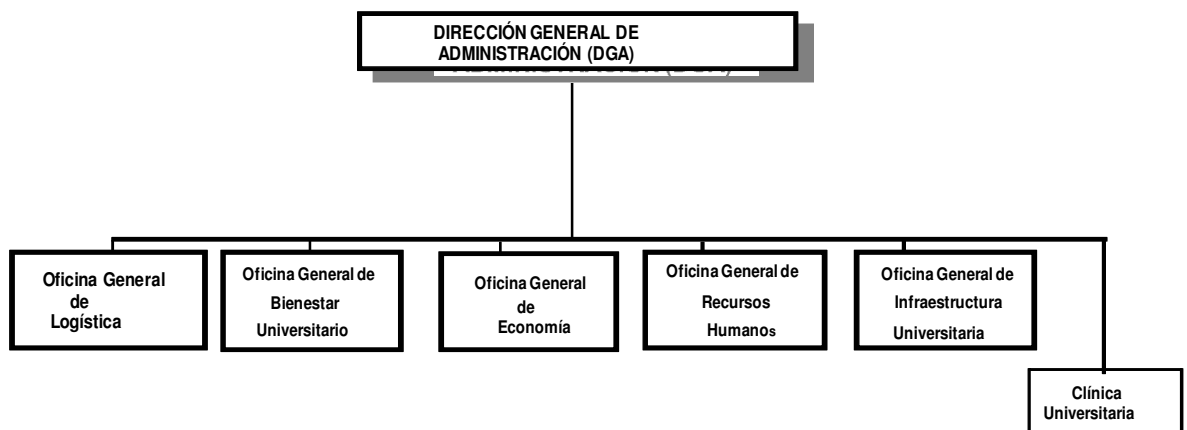 DIRECCIÓN GENERAL DE
ADMINISTRACIÓN (DGA)
Oficina General
de
Logística
Oficina General de
Bienestar
Universitario
Oficina General
de
Economía
Oficina General de
Recursos
Humanos
Oficina General de
Infraestructura
Universitaria
Clínica
Universitaria